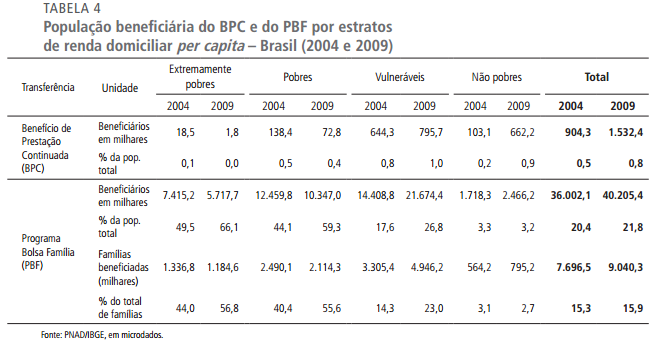 TABELA 4
População beneficiária do BPC e do PBF por estratos
de renda domiciliar per capita – Brasil (2004 e 2009)
Transferência Unidade Extremamente pobres Pobres Vulneráveis Não pobres Total
2004 2009 2004 2009 2004 2009 2004 2009 2004 2009
Benefício de Prestação Continuada (BPC)
Beneficiários em milhares 18,5 1,8 138,4 72,8 644,3 795,7 103,1 662,2 904,3 1.532,4
% da pop. total 0,1 0,0 0,5 0,4 0,8 1,0 0,2 0,9 0,5 0,8
Programa Bolsa Família (PBF)
Beneficiários em milhares 7.415,2 5.717,7 12.459,8 10.347,0 14.408,8 21.674,4 1.718,3 2.466,2 36.002,1 40.205,4
% da pop. total 49,5 66,1 44,1 59,3 17,6 26,8 3,3 3,2 20,4 21,8
Famílias beneficiadas (milhares) 1.336,8 1.184,6 2.490,1 2.114,3 3.305,4 4.946,2 564,2 795,2 7.696,5 9.040,3
% do total de famílias 44,0 56,8 40,4 55,6 14,3 23,0 3,1 2,7 15,3 15,9
Fonte: PNAD/IBGE, em microdados.